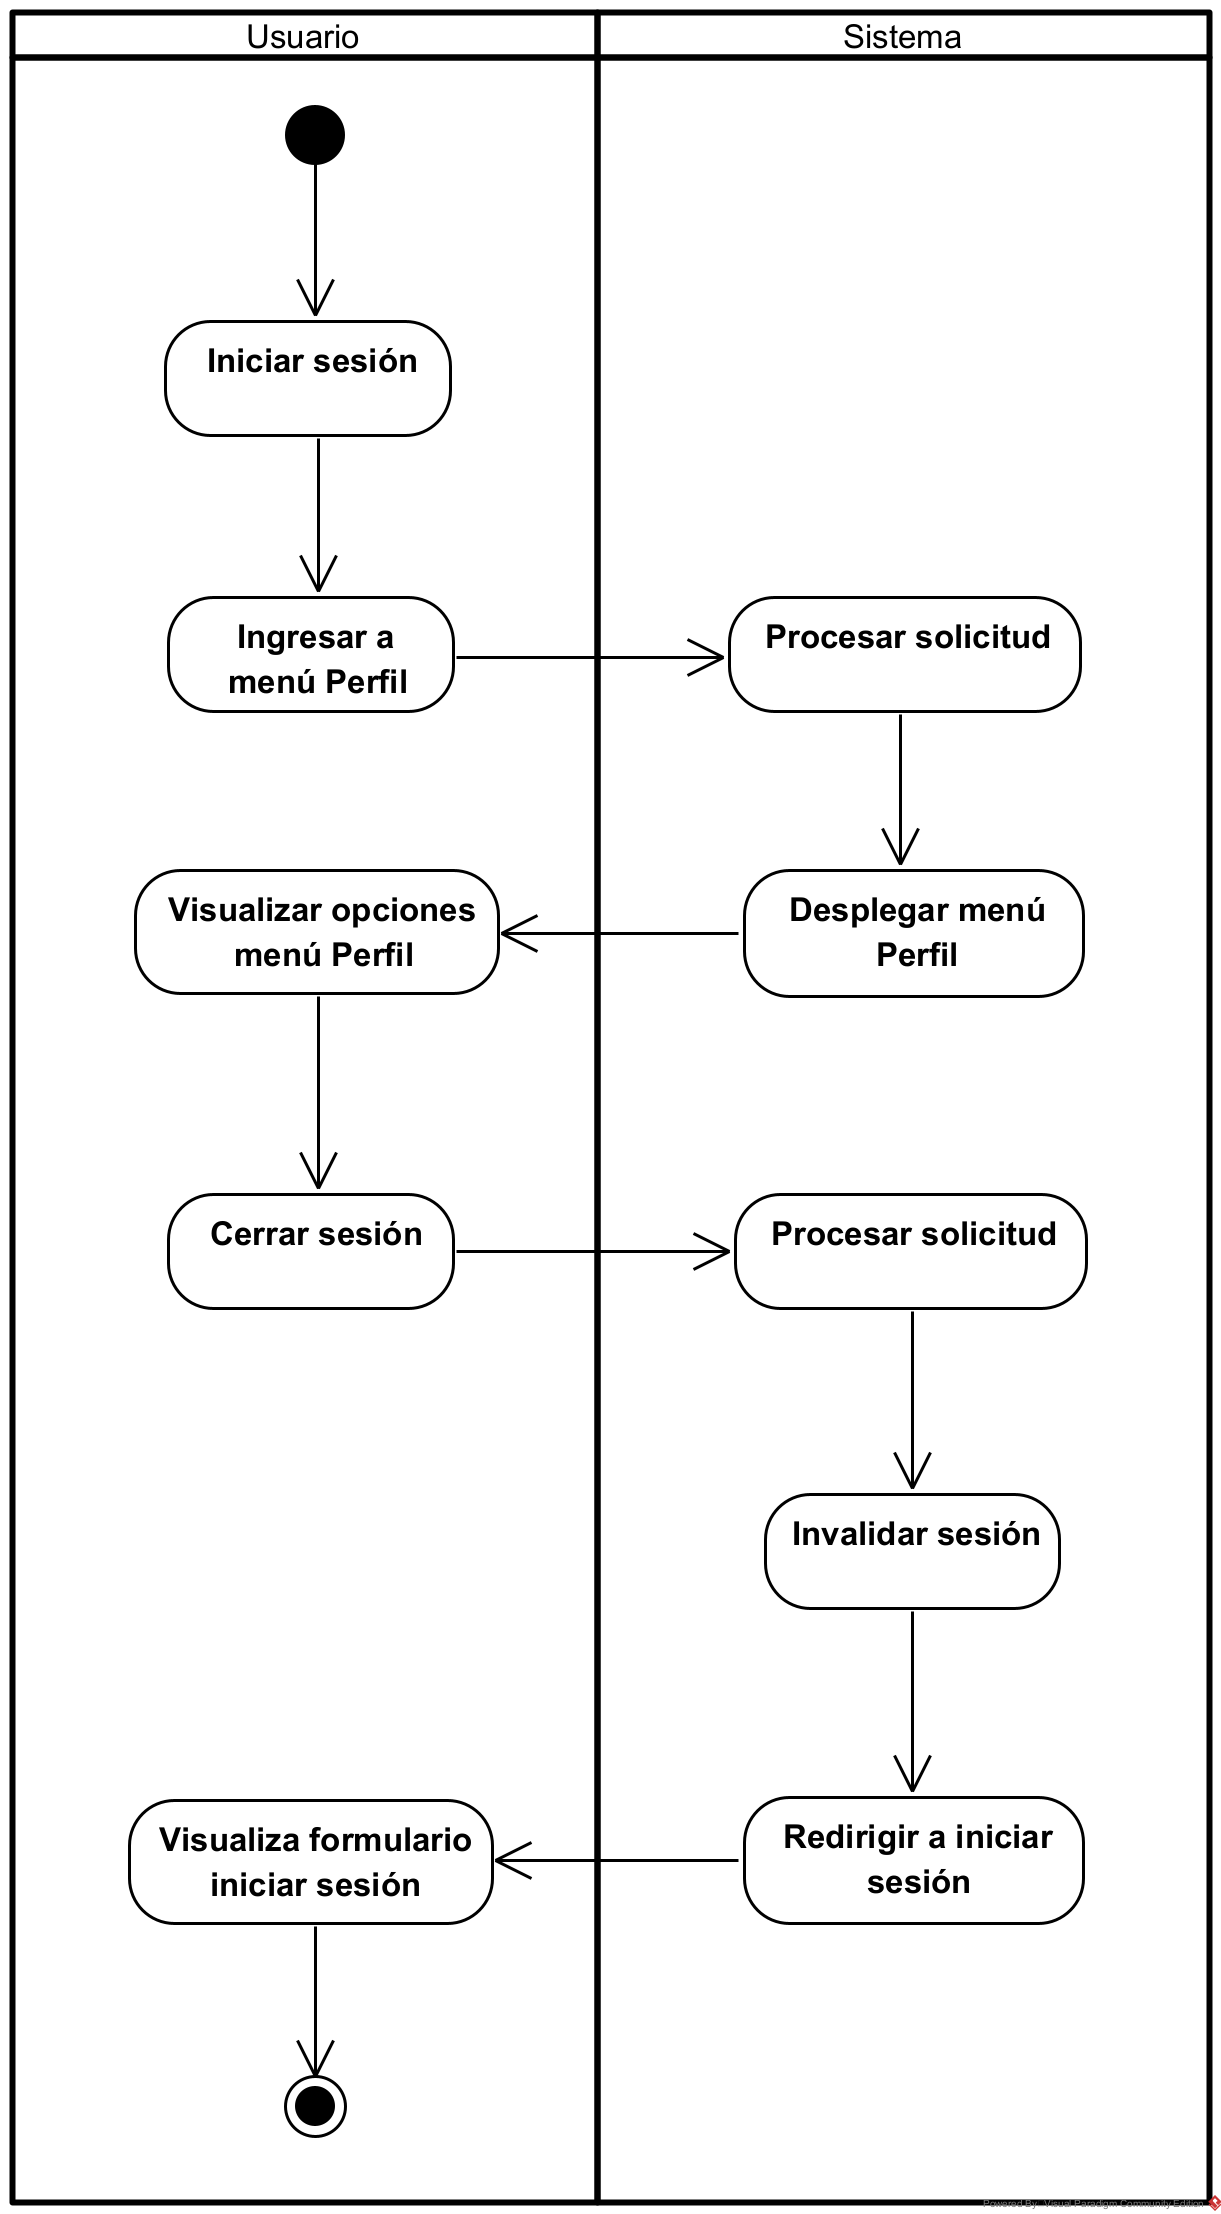 Usuario
Sistema
Iniciar sesión
Ingresar a
menú Perfil
Procesar solicitud
Desplegar menú
Perfil
Visualizar opciones
menú Perfil
Cerrar sesión
Procesar solicitud
Invalidar sesión
Redirigir a iniciar
sesión
Visualiza formulario
iniciar sesión
Powered By: Visual Paradigm Community Edition